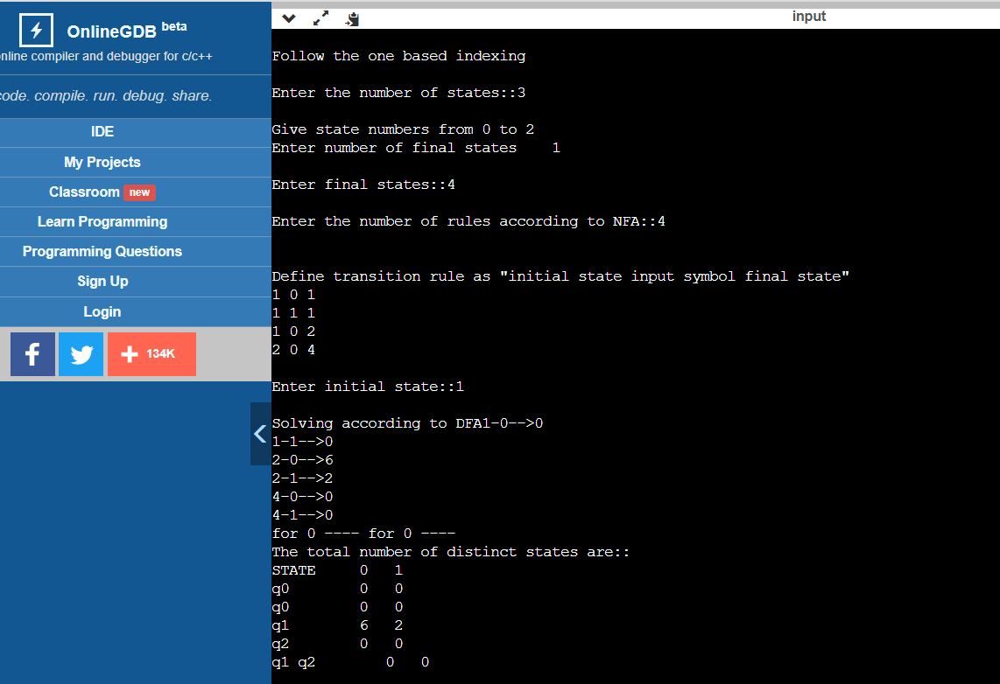 OnlineGDB beta
nline compiler and debugger for c/c++
code. compile. run. debug. share.
IDE
My Projects
Classroom new
Learn Programming
Programming Questions
Sign Up
Login
134K
input
Follow the one based indexing
Enter the number of states::3
Give state numbers from 0 to 2
Enter number of final states    1
Enter final states::4
Enter the number of rules according to NFA::4
Define transition rule as "initial state input symbol final state"
1 0 1
1 1 1
1 0 2
2 0 4
Enter initial state::1
Solving according to DFA1-0-->0
1-1-->0
2-0-->6
2-1-->2
4-0-->0
4-1-->0
for 0 ---- for 0 ----
The total number of distinct states are::
STATE     0   1
q0        0   0
q0        0   0
q1        6   2
q2        0   0
q1 q2        0   0